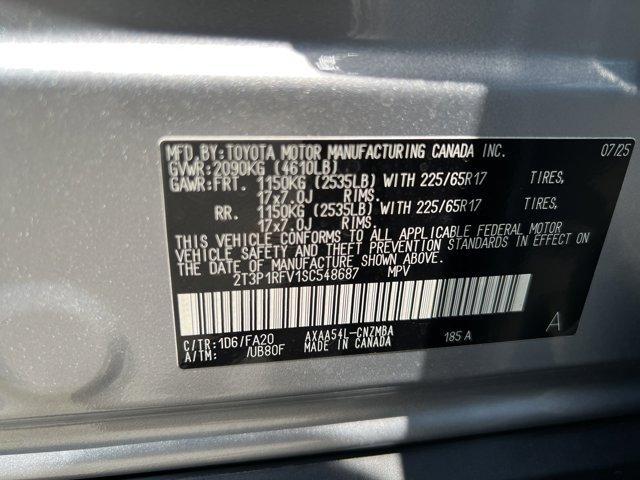 MFD.BY:TOYOTA MOTOR MANUFACTURING CANADA INC. 07/25
GVWR:2090KG (4610LB)
GAWR:FRT. 1150KG (2535LB) WITH 225/65R17 TIRES,
17x7.0J RIMS.
RR. 1150KG (2535LB) WITH 225/65R17 TIRES,
17x7.0J RIMS.
THIS VEHICLE CONFORMS TO ALL APPLICABLE FEDERAL MOTOR
VEHICLE SAFETY AND THEFT PREVENTION STANDARDS IN EFFECT ON
THE DATE OF MANUFACTURE SHOWN ABOVE.
2T3P1RFV1SC548687 MPV
C/TR:1D6/FA20 AXAA54L-CNZMBA 185A A
A/TM: /UB80F MADE IN CANADA